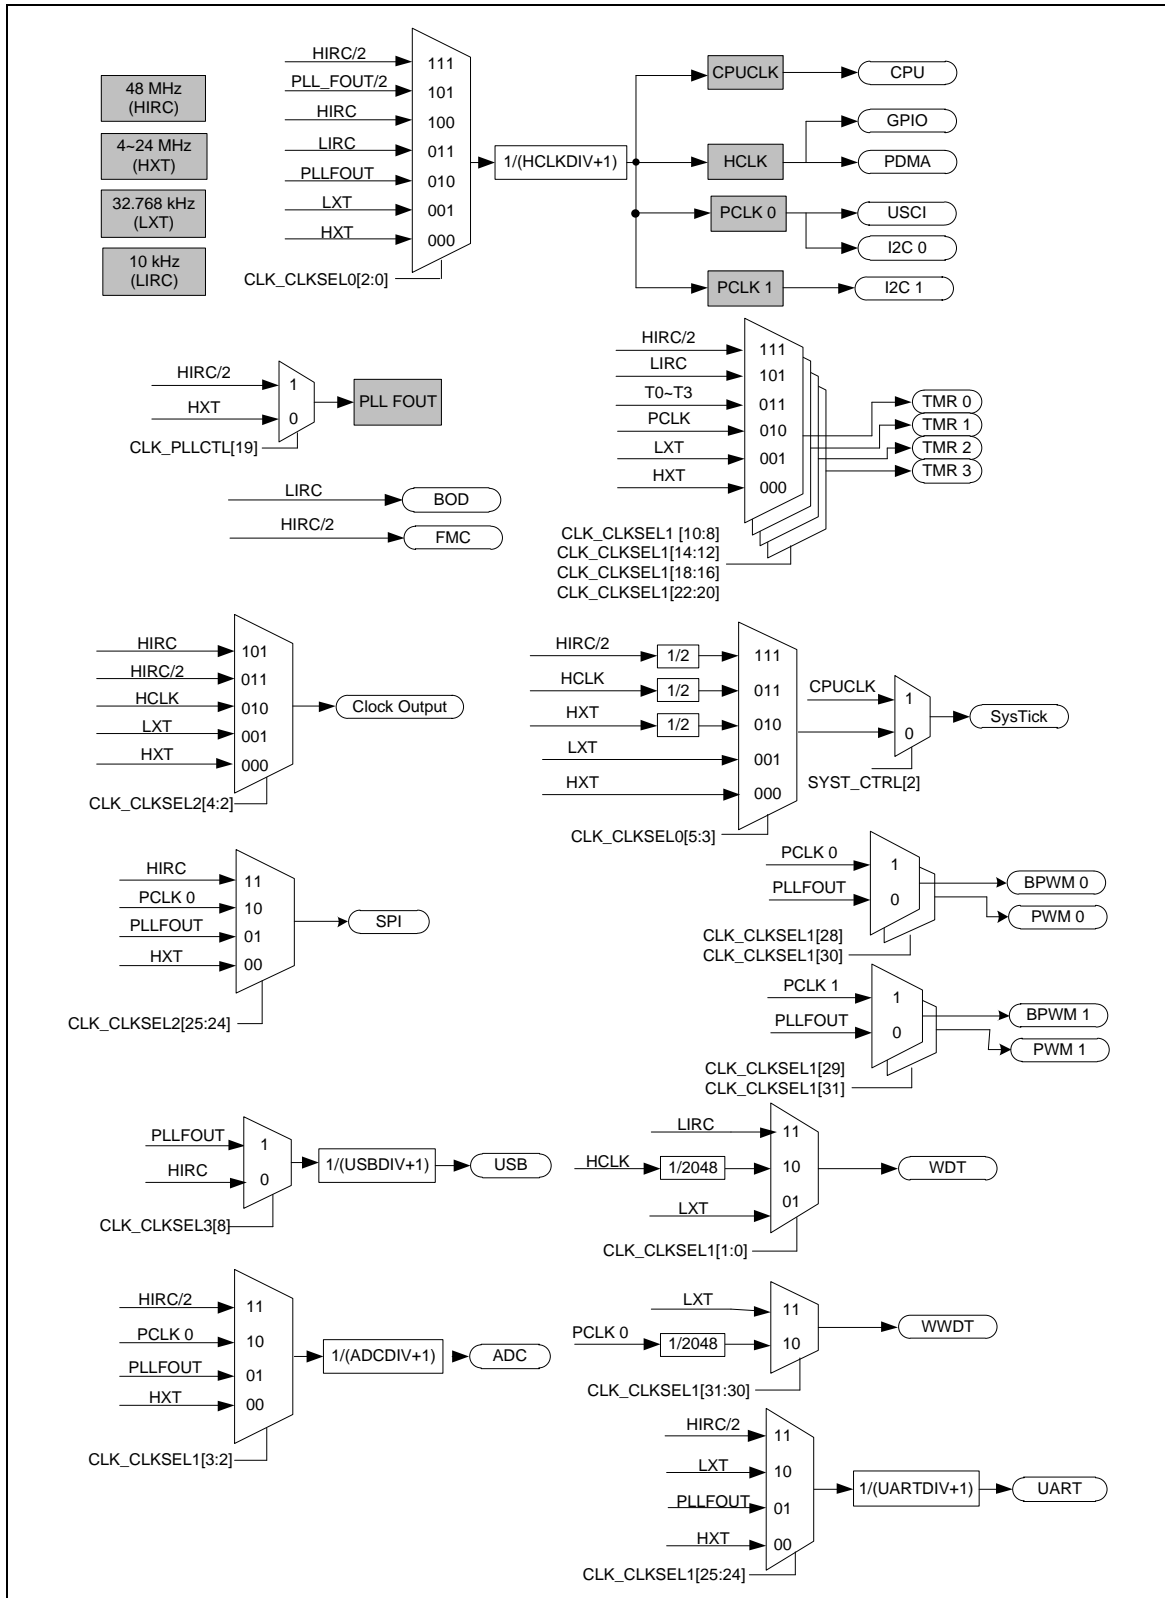 48 MHz
(HIRC)
4~24 MHz
(HXT)
32.768 kHz
(LXT)
10 kHz
(LIRC)
HIRC/2
111
PLL_FOUT/2
101
HIRC
100
LIRC
011
PLLFOUT
010
LXT
001
HXT
000
CLK_CLKSEL0[2:0]
1/(HCLKDIV+1)
CPUCLK
CPU
HCLK
GPIO
PDMA
PCLK 0
USCI
I2C 0
PCLK 1
I2C 1
HIRC/2
1
HXT
0
CLK_PLLCTL[19]
PLL FOUT
LIRC
BOD
HIRC/2
FMC
HIRC/2
111
LIRC
101
T0~T3
011
PCLK
010
LXT
001
HXT
000
TMR 0
TMR 1
TMR 2
TMR 3
CLK_CLKSEL1 [10:8]
CLK_CLKSEL1[14:12]
CLK_CLKSEL1[18:16]
CLK_CLKSEL1[22:20]
HIRC
101
HIRC/2
011
HCLK
010
LXT
001
HXT
000
Clock Output
CLK_CLKSEL2[4:2]
HIRC/2
1/2
111
HCLK
1/2
011
HXT
1/2
010
LXT
001
HXT
000
CLK_CLKSEL0[5:3]
CPUCLK
1
0
SYST_CTRL[2]
SysTick
HIRC
11
PCLK 0
10
PLLFOUT
01
HXT
00
SPI
CLK_CLKSEL2[25:24]
PCLK 0
1
PLLFOUT
0
BPWM 0
PWM 0
CLK_CLKSEL1[28]
CLK_CLKSEL1[30]
PCLK 1
1
PLLFOUT
0
BPWM 1
PWM 1
CLK_CLKSEL1[29]
CLK_CLKSEL1[31]
PLLFOUT
1
HIRC
0
CLK_CLKSEL3[8]
1/(USBDIV+1)
USB
LIRC
11
HCLK
1/2048
10
LXT
01
CLK_CLKSEL1[1:0]
WDT
HIRC/2
11
PCLK 0
10
PLLFOUT
01
HXT
00
CLK_CLKSEL1[3:2]
1/(ADCDIV+1)
ADC
LXT
11
PCLK 0
1/2048
10
CLK_CLKSEL1[31:30]
WWDT
HIRC/2
11
LXT
10
PLLFOUT
01
HXT
00
CLK_CLKSEL1[25:24]
1/(UARTDIV+1)
UART